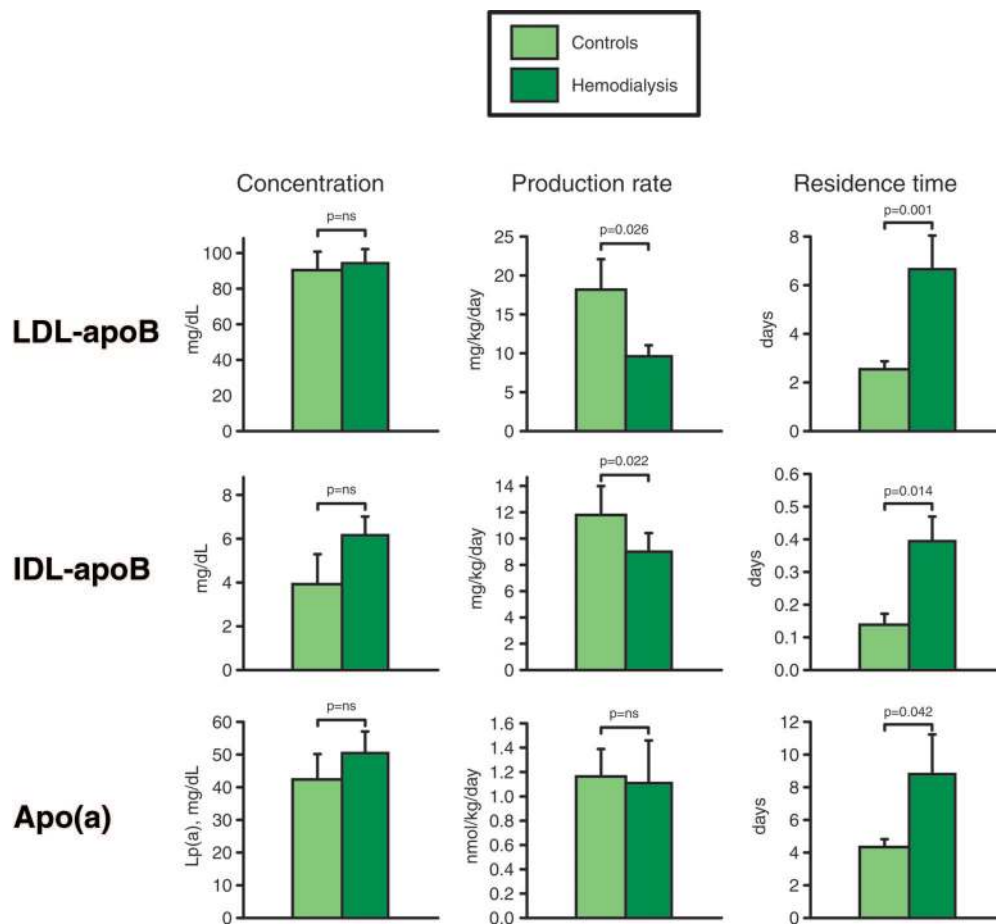 Controls
Hemodialysis
Concentration
Production rate
Residence time
LDL-apoB
p=ns
mg/dL
100
80
60
40
20
0
p=0.026
mg/kg/day
25
20
15
10
5
0
p=0.001
days
8
6
4
2
0
IDL-apoB
p=ns
mg/dL
8
6
4
2
0
p=0.022
mg/kg/day
14
12
10
8
6
4
2
0
p=0.014
days
0.6
0.5
0.4
0.3
0.2
0.1
0.0
Apo(a)
p=ns
Lp(a), mg/dL
60
50
40
30
20
10
0
p=ns
nmol/kg/day
1.6
1.4
1.2
1.0
0.8
0.6
0.4
0.2
0.0
p=0.042
days
12
10
8
6
4
2
0